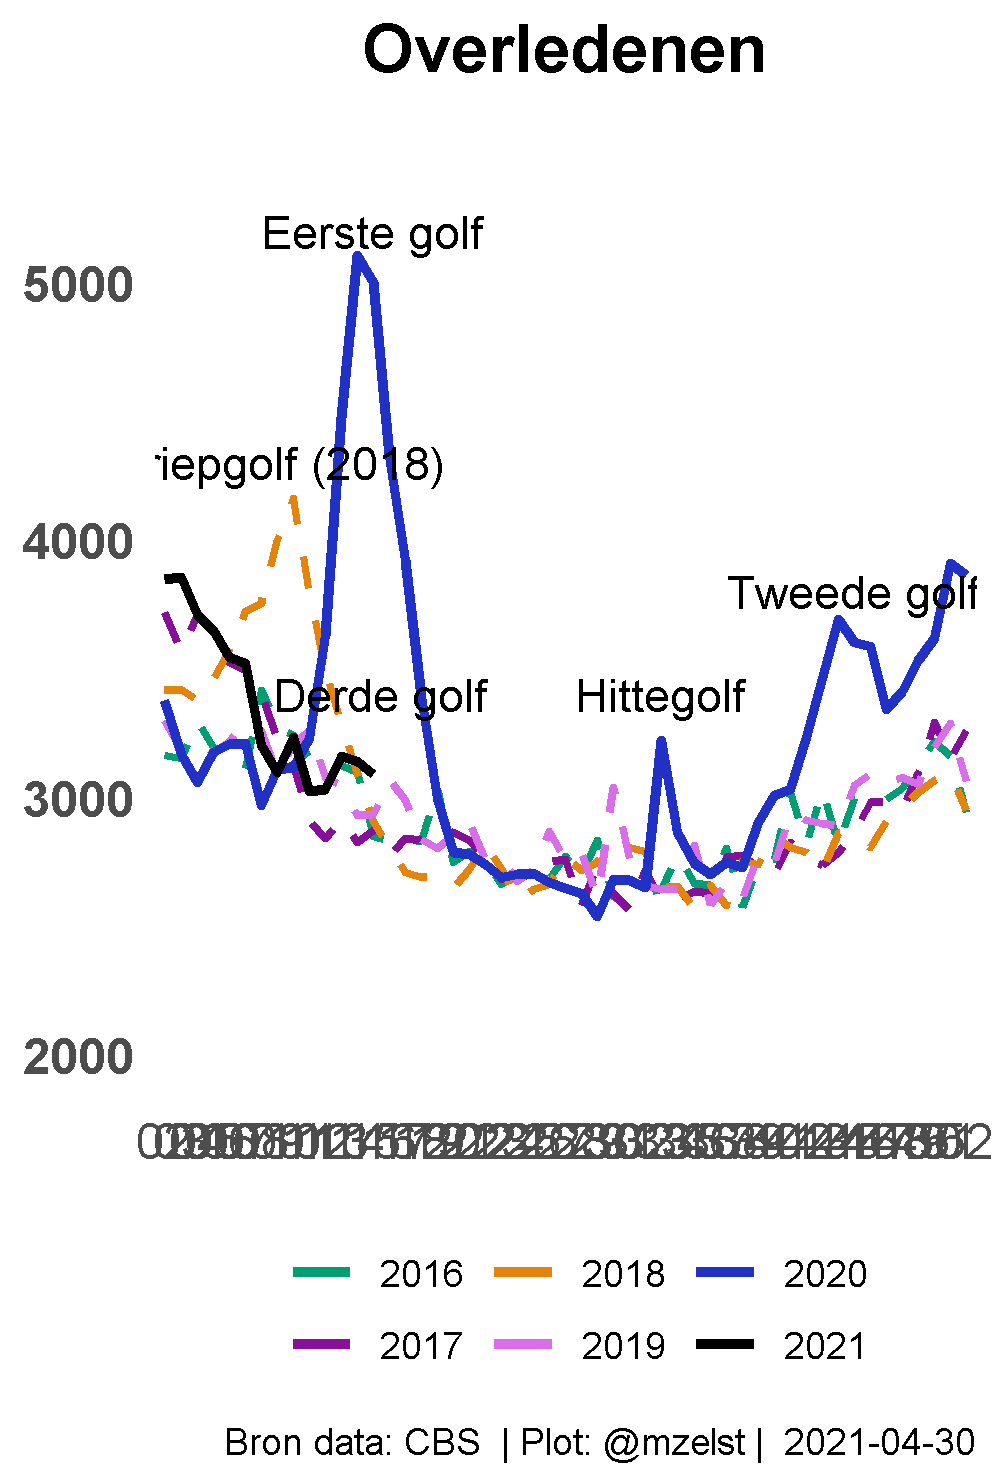 Overledenen
Eerste golf
5000
riepgolf (2018)
4000
Tweede golf
Derde golf
Hittegolf
3000
2000
2016
2018
2020
2017
2019
2021
Bron data: CBS | Plot: @mzelst | 2021-04-30